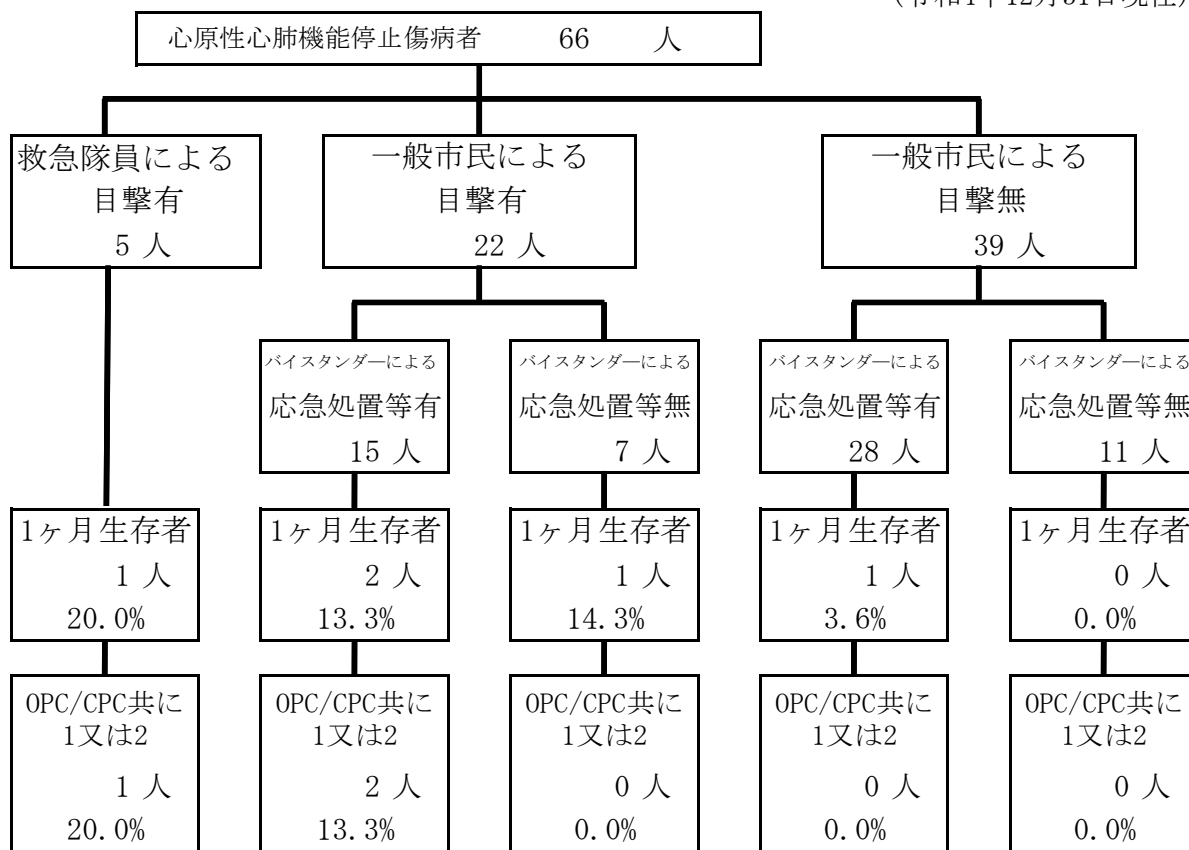 (令和4年12月31日現在)
心原性心肺機能停止傷病者 66 人
救急隊員による
目撃有
5 人
一般市民による
目撃有
22 人
一般市民による
目撃無
39 人
バイスタンダーによる
応急処置等有
15 人
バイスタンダーによる
応急処置等無
7 人
バイスタンダーによる
応急処置等有
28 人
バイスタンダーによる
応急処置等無
11 人
1ヶ月生存者
1 人
20.0%
1ヶ月生存者
2 人
13.3%
1ヶ月生存者
1 人
14.3%
1ヶ月生存者
1 人
3.6%
1ヶ月生存者
0 人
0.0%
OPC/CPC共に
1又は2
1 人
20.0%
OPC/CPC共に
1又は2
2 人
13.3%
OPC/CPC共に
1又は2
0 人
0.0%
OPC/CPC共に
1又は2
0 人
0.0%
OPC/CPC共に
1又は2
0 人
0.0%